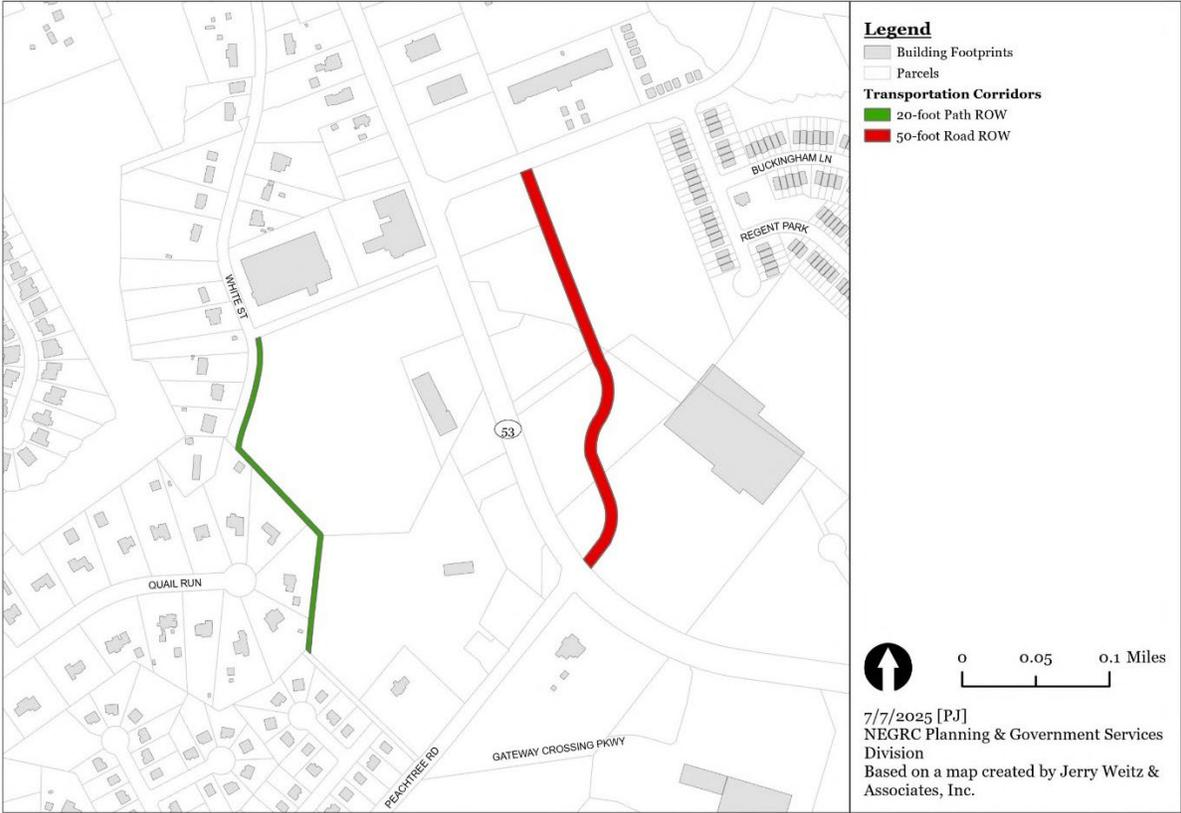 Legend
Building Footprints
Parcels
Transportation Corridors
20-foot Path ROW
50-foot Road ROW
BUCKINGHAM LN
REGENT PARK
WHITE ST
53
QUAIL RUN
GATEWAY CROSSING PKWY
PEACHTREE RD
0 0.05 0.1 Miles
7/7/2025 [PJ]
NEGRC Planning & Government Services
Division
Based on a map created by Jerry Weitz &
Associates, Inc.